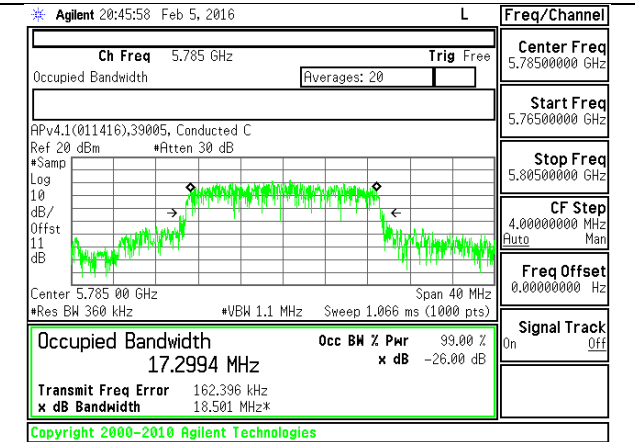 Agilent 20:45:58 Feb 5, 2016 L
Freq/Channel
Ch Freq 5.785 GHz Trig Free
Occupied Bandwidth Averages: 20
APv4.1(011416),39005, Conducted C
Ref 20 dBm #Atten 30 dB
#Samp
Log
10
dB/
Offst
11
dB
Center 5.785 00 GHz Span 40 MHz
#Res BW 360 kHz #VBW 1.1 MHz Sweep 1.066 ms (1000 pts)
Occupied Bandwidth Occ BW % Pwr 99.00 %
17.2994 MHz x dB -26.00 dB
Transmit Freq Error 162.396 kHz
x dB Bandwidth 18.501 MHz*
Copyright 2000-2010 Agilent Technologies
Center Freq
5.78500000 GHz
Start Freq
5.76500000 GHz
Stop Freq
5.80500000 GHz
CF Step
4.00000000 MHz
Auto Man
Freq Offset
0.00000000 Hz
Signal Track
On Off